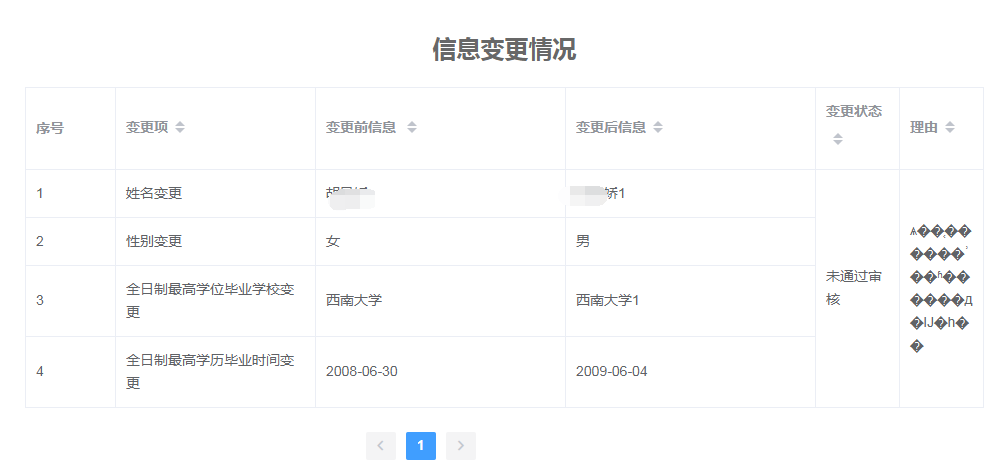 信息变更情况
序号 变更项 变更前信息 变更后信息 变更状态 理由
1 姓名变更 娇1
2 性别变更 女 男
3 全日制最高学位毕业学校变
更 西南大学 西南大学1
未通过审
核
4 全日制最高学历毕业时间变
更 2008-06-30 2009-06-04
1